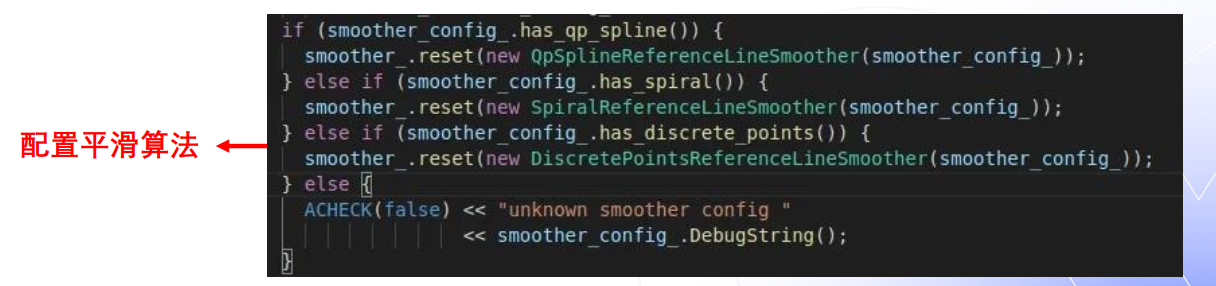 if (smoother_config_.has_qp_spline()) {
smoother_.reset(new QpSplineReferenceLineSmoother(smoother_config_));
} else if (smoother_config_.has_spiral()) {
smoother_.reset(new SpiralReferenceLineSmoother(smoother_config_));
} else if (smoother_config_.has_discrete_points()) {
配置平滑算法
smoother_.reset(new DiscretePointsReferenceLineSmoother(smoother_config_));
} else {
ACHECK(false) << "unknown smoother config "
<< smoother_config_.DebugString();
}